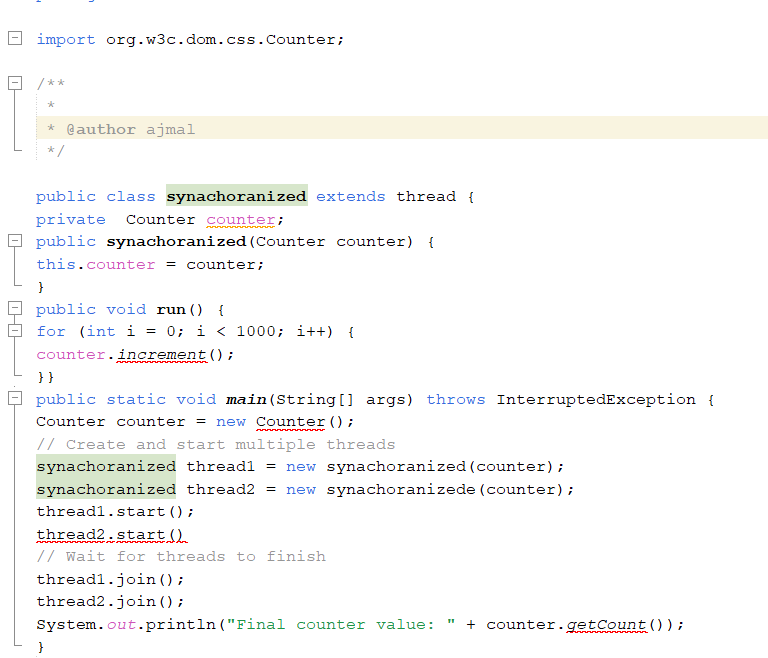 import org.w3c.dom.css.Counter;
/**
*
* @author ajmal
*/
public class synachoranized extends thread {
private  Counter counter;
public synachoranized(Counter counter) {
this.counter = counter;
}
public void run() {
for (int i = 0; i < 1000; i++) {
counter.increment();
}}
public static void main(String[] args) throws InterruptedException {
Counter counter = new Counter();
// Create and start multiple threads
synachoranized thread1 = new synachoranized(counter);
synachoranized thread2 = new synachoranizede(counter);
thread1.start();
thread2.start()
// Wait for threads to finish
thread1.join();
thread2.join();
System.out.println("Final counter value: " + counter.getCount());
}